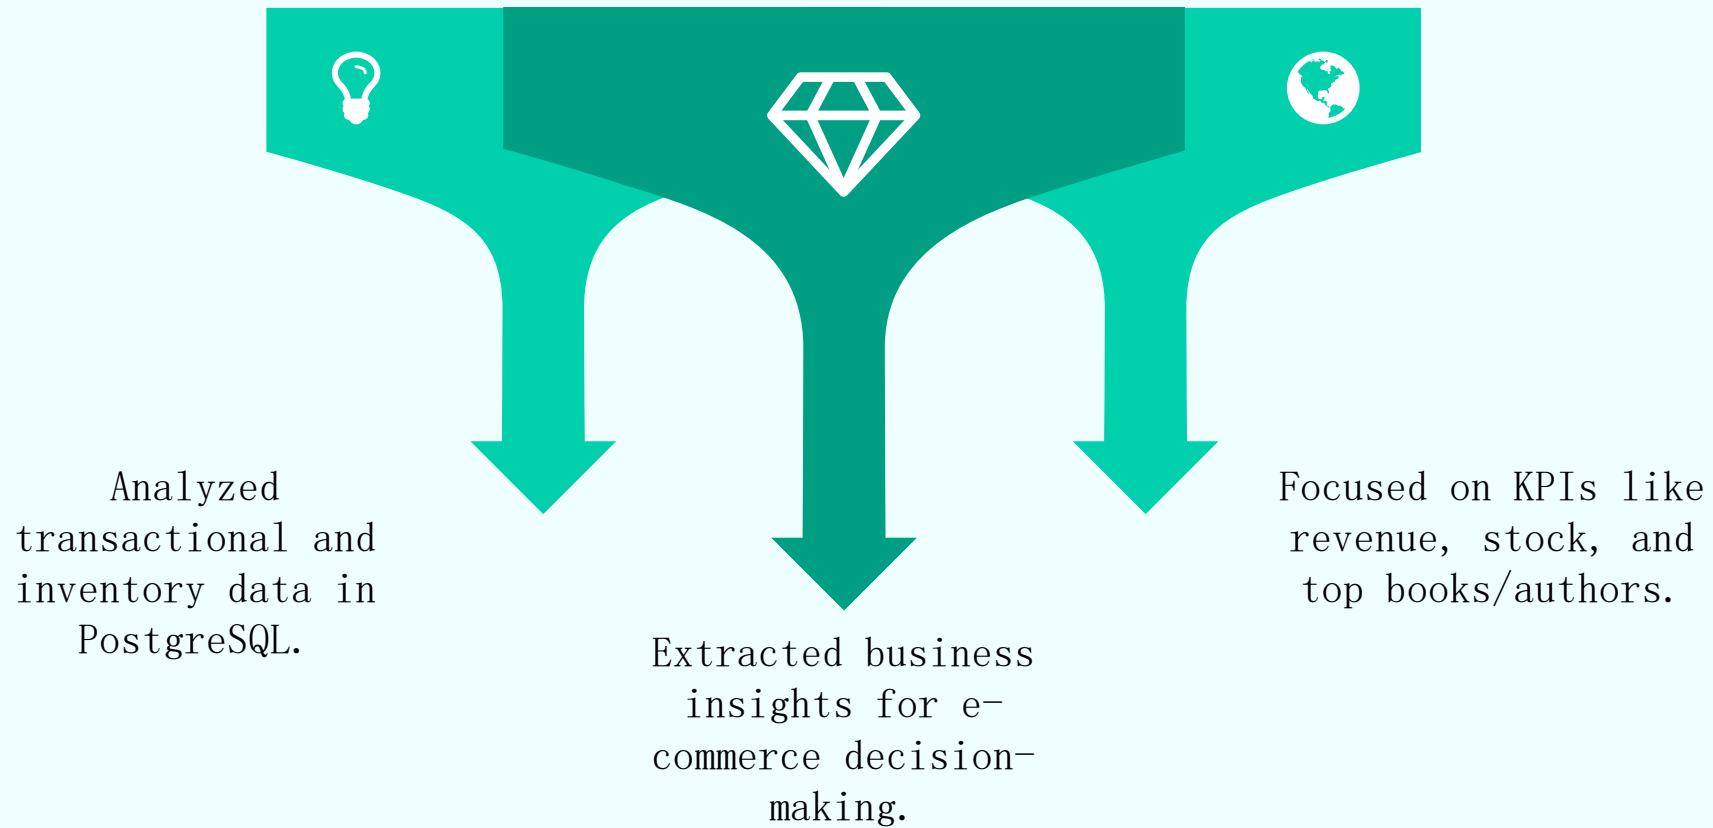 Analyzed
transactional and
inventory data in
PostgreSQL.
Extracted business
insights for e-
commerce decision-
making.
Focused on KPIs like
revenue, stock, and
top books/authors.